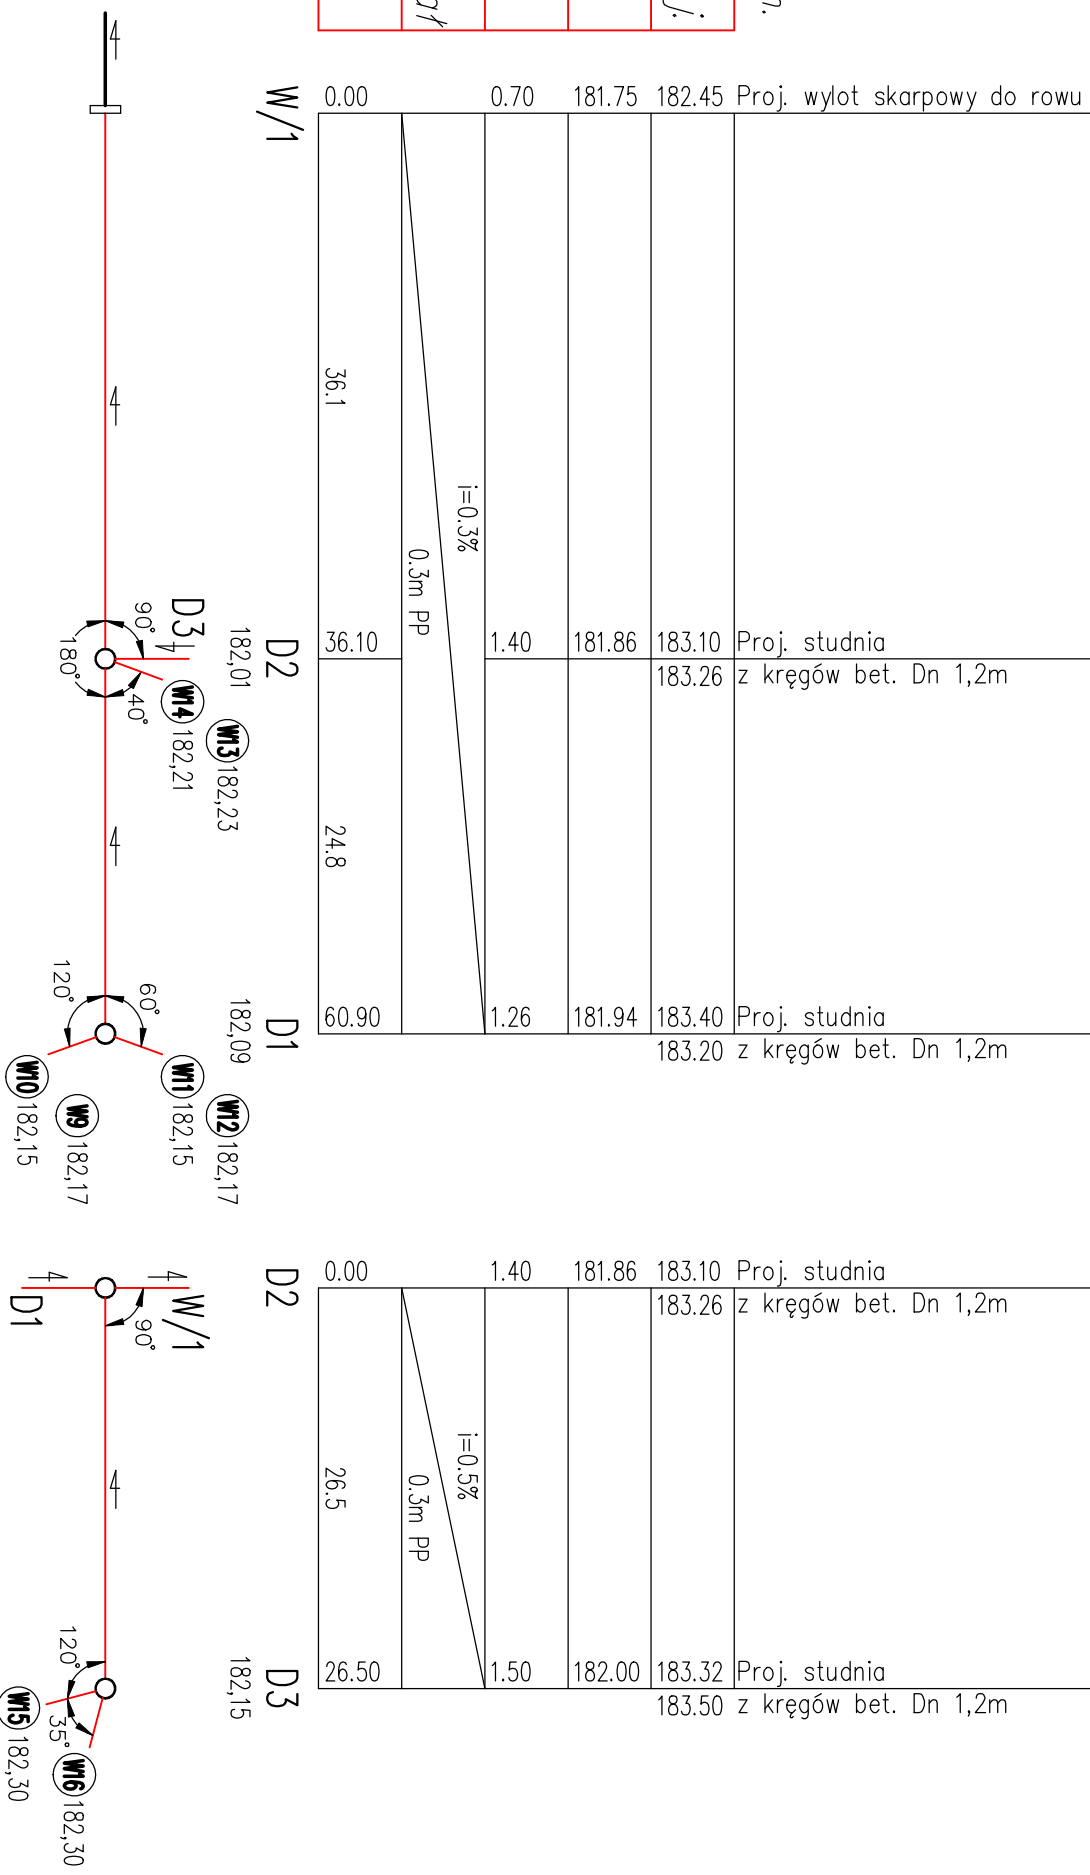 0.00 0.70 181.75 182.45 Proj. wylot skarpowy do rowu
W/1
36.1
i=0.3%
0.3m PP
36.10 1.40 181.86 183.10 Proj. studnia
183.26 z kręgów bet. Dn 1,2m
D2
182,01
D3
90°
180°
40°
W14 182,21
W13 182,23
24.8
60.90 1.26 181.94 183.40 Proj. studnia
183.20 z kręgów bet. Dn 1,2m
D1
182,09
120°
60°
W10 182,15
W9 182,17
W11 182,15
W12 182,17
0.00 1.40 181.86 183.10 Proj. studnia
183.26 z kręgów bet. Dn 1,2m
D2
W/1
D1
90°
26.5
i=0.5%
0.3m PP
26.50 1.50 182.00 183.32 Proj. studnia
183.50 z kręgów bet. Dn 1,2m
D3
182,15
120°
35°
W15 182,30
W16 182,30